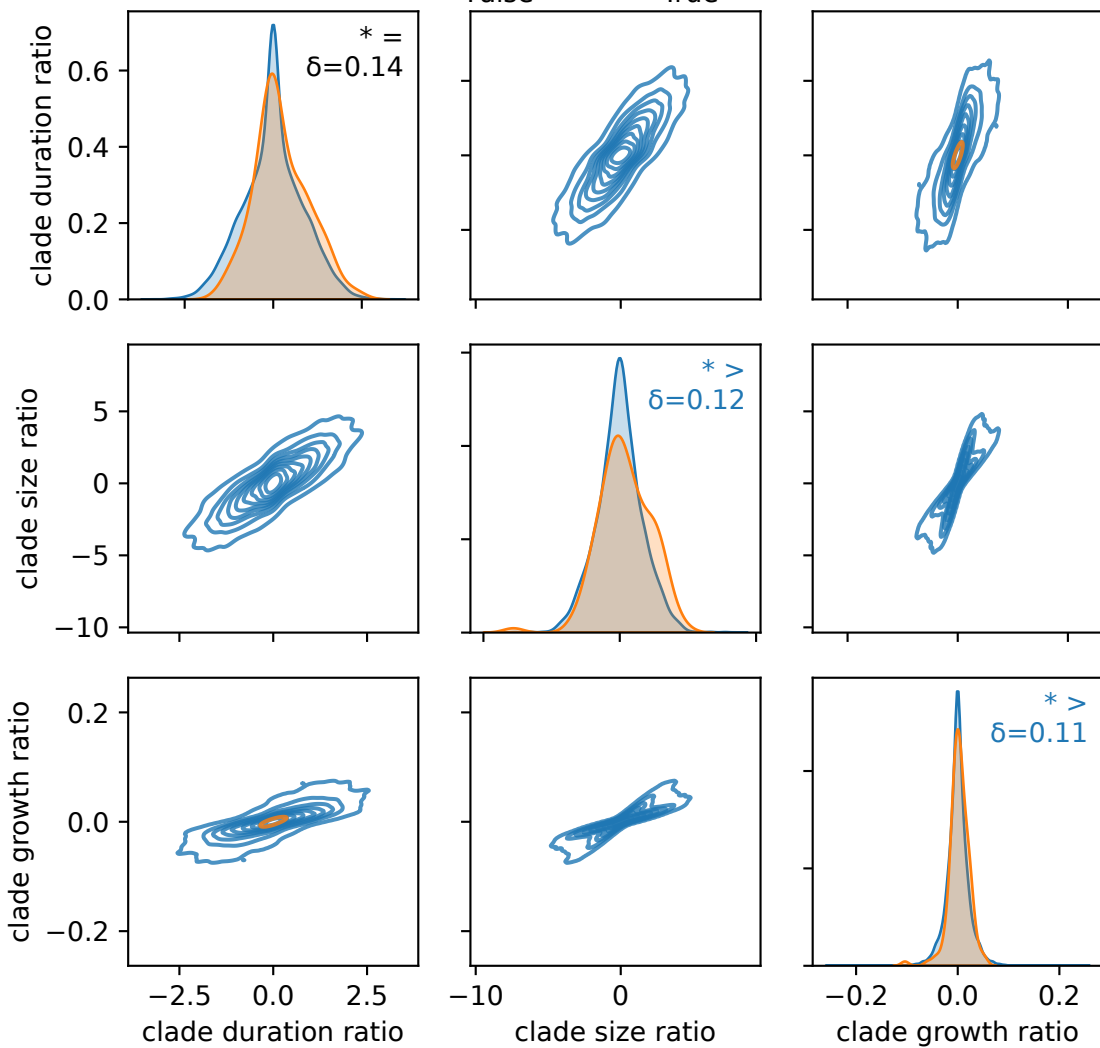 clade duration ratio
0.6
0.4
0.2
0.0
* =
δ=0.14
clade size ratio
5
0
−5
−10
* >
δ=0.12
clade growth ratio
0.2
0.0
−0.2
* >
δ=0.11
−2.5 0.0 2.5
−10 0
−0.2 0.0 0.2
clade duration ratio
clade size ratio
clade growth ratio